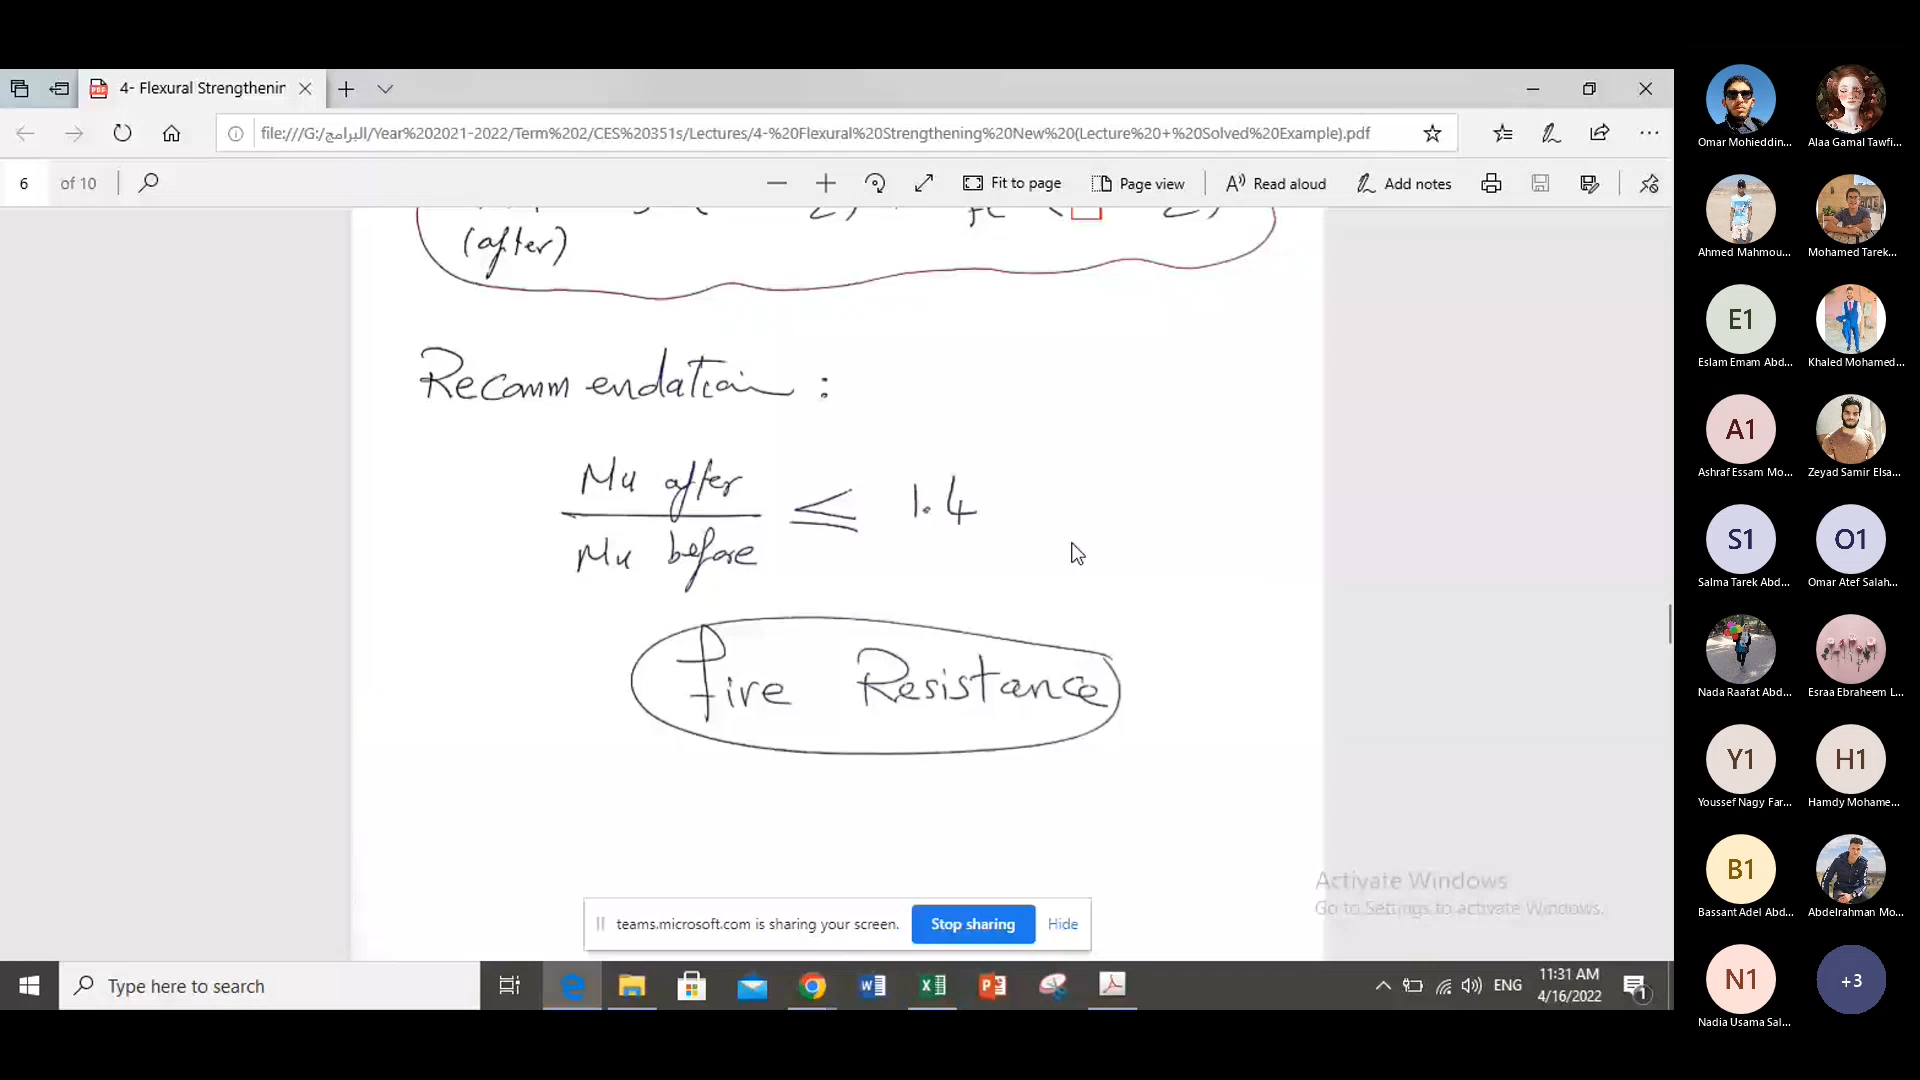 4- Flexural Strengthenin
file:///G:/البرامج/Year%202021-2022/Term%202/CES%20351s/Lectures/4-%20Flexural%20Strengthening%20New%20(Lecture%20+%20Solved%20Example).pdf
6 of 10 Fit to page Page view Read aloud Add notes
(after)
Recommendation :
Mu after
Mu before
≤ 1.4
Fire Resistance
Activate Windows
Go to Settings to activate Windows.
teams.microsoft.com is sharing your screen. Stop sharing Hide
Type here to search
ENG
11:31 AM
4/16/2022
1
Omar Mohieddin... Alaa Gamal Tawfi...
Ahmed Mahmou... Mohamed Tarek...
E1
Eslam Emam Abd... Khaled Mohamed...
A1
Ashraf Essam Mo... Zeyad Samir Elsa...
S1 O1
Salma Tarek Abd... Omar Atef Salah...
Nada Raafat Abd... Esraa Ebraheem L...
Y1 H1
Youssef Nagy Far... Hamdy Mohame...
B1
Bassant Adel Abd... Abdelrahman Mo...
N1 +3
Nadia Usama Sal...